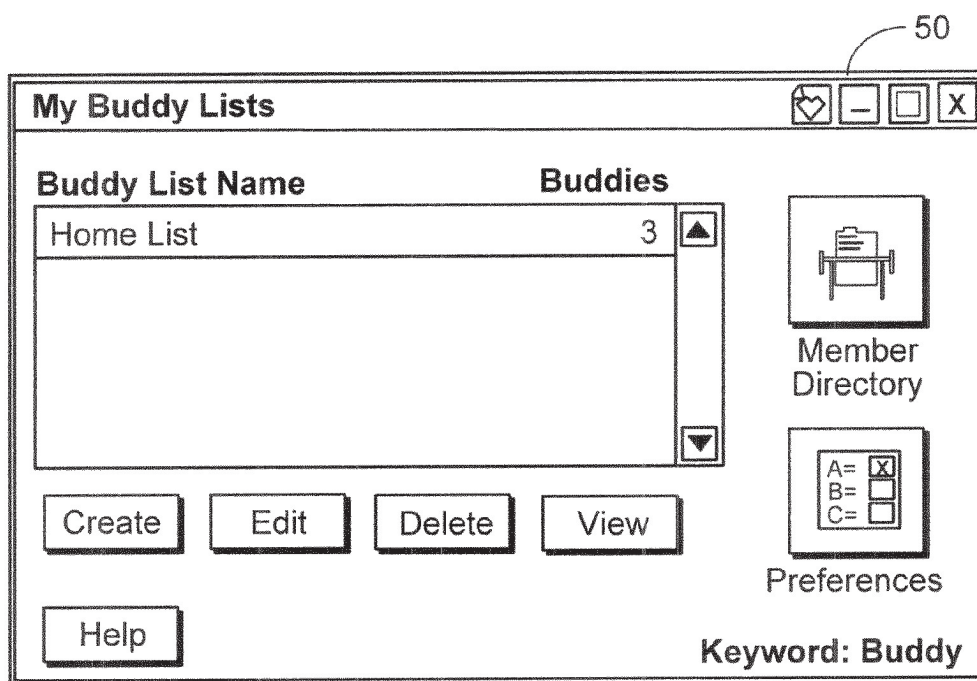 50
My Buddy Lists
X
Buddy List Name Buddies
Home List 3
Member
Directory
A= X
B=
C=
Preferences
Create Edit Delete View
Help
Keyword: Buddy